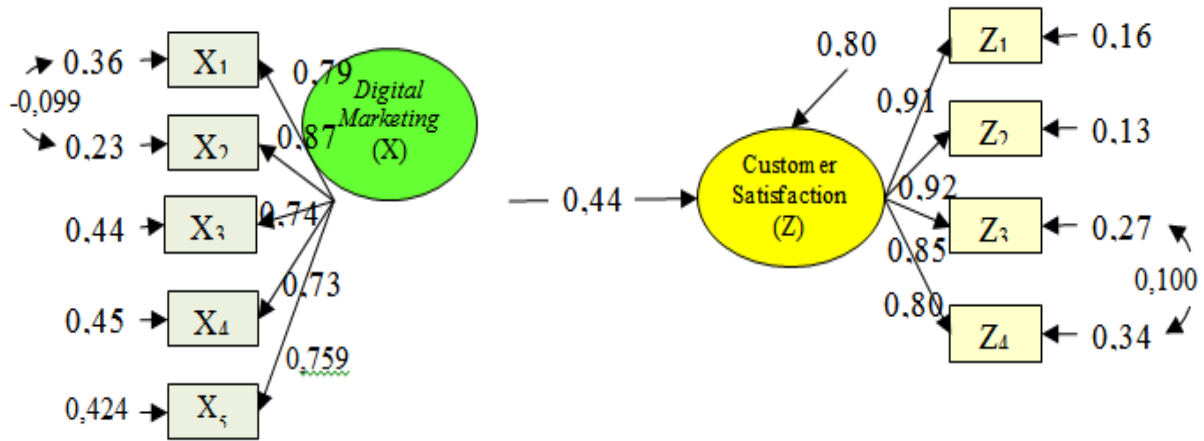 0,36
X1
0,79
-0,099
0,23
X2
0,87
0,44
X3
0,74
0,45
X4
0,73
0,424
X5
0,759
Digital
Marketing
(X)
0,44
0,80
Customer
Satisfaction
(Z)
0,91
Z1
0,16
Z2
0,13
0,92
Z3
0,27
0,85
0,100
0,80
Z4
0,34